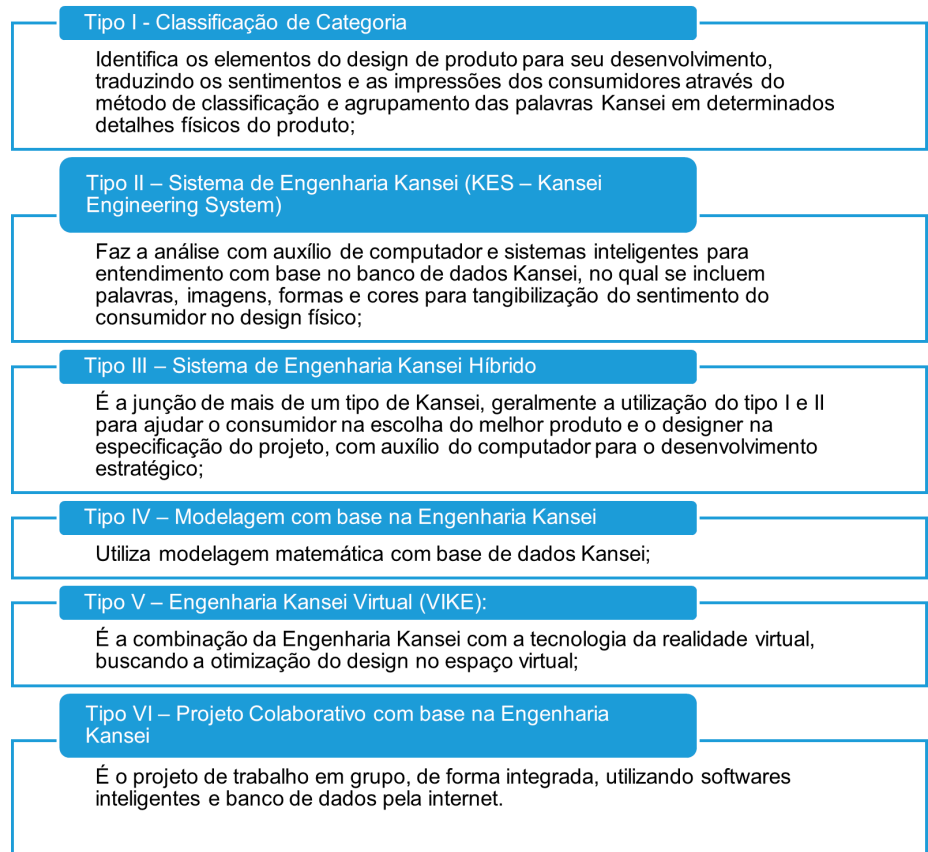 Tipo I - Classificação de Categoria
Identifica os elementos do design de produto para seu desenvolvimento,
traduzindo os sentimentos e as impressões dos consumidores através do
método de classificação e agrupamento das palavras Kansei em determinados
detalhes físicos do produto;
Tipo II – Sistema de Engenharia Kansei (KES – Kansei
Engineering System)
Faz a análise com auxílio de computador e sistemas inteligentes para
entendimento com base no banco de dados Kansei, no qual se incluem
palavras, imagens, formas e cores para tangibilização do sentimento do
consumidor no design físico;
Tipo III – Sistema de Engenharia Kansei Híbrido
É a junção de mais de um tipo de Kansei, geralmente a utilização do tipo I e II
para ajudar o consumidor na escolha do melhor produto e o designer na
especificação do projeto, com auxílio do computador para o desenvolvimento
estratégico;
Tipo IV – Modelagem com base na Engenharia Kansei
Utiliza modelagem matemática com base de dados Kansei;
Tipo V – Engenharia Kansei Virtual (VIKE):
É a combinação da Engenharia Kansei com a tecnologia da realidade virtual,
buscando a otimização do design no espaço virtual;
Tipo VI – Projeto Colaborativo com base na Engenharia
Kansei
É o projeto de trabalho em grupo, de forma integrada, utilizando softwares
inteligentes e banco de dados pela internet.